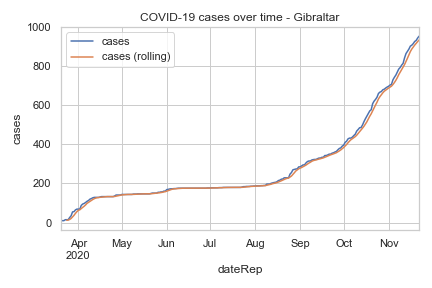 COVID-19 cases over time - Gibraltar
cases
cases (rolling)
1000
800
600
400
200
0
cases
Apr May Jun Jul Aug Sep Oct Nov
2020
dateRep